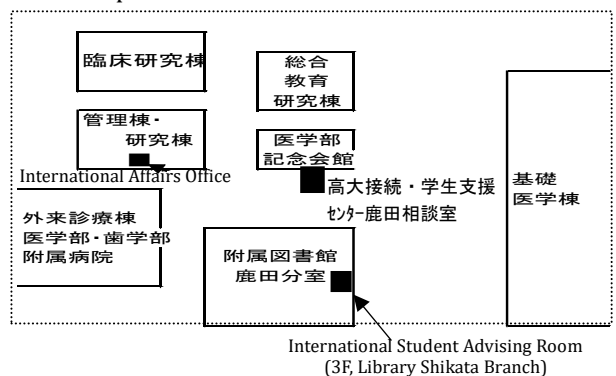 臨床研究棟
総合
教育
研究棟
管理棟・
研究棟
International Affairs Office
医学部
記念会館
高大接続・学生支援
センター鹿田相談室
基礎
医学棟
外来診療棟
医学部・歯学部
附属病院
附属図書館
鹿田分室
International Student Advising Room
(3F, Library Shikata Branch)